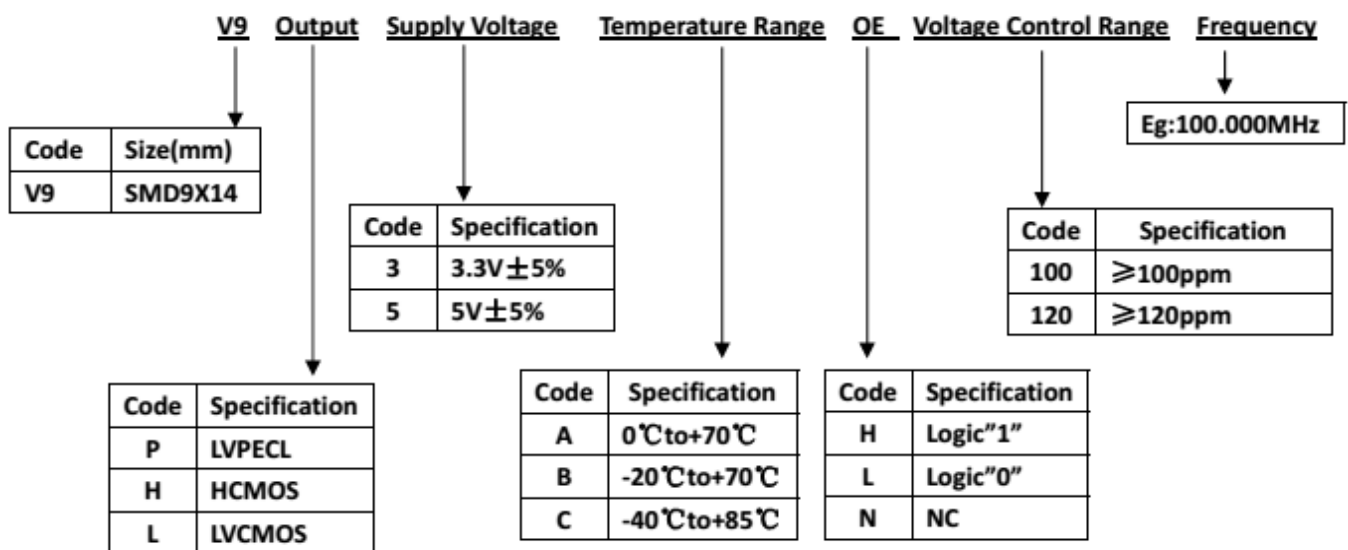 V9 Output Supply Voltage Temperature Range OE Voltage Control Range Frequency
Code Size(mm)
V9 SMD9X14
Code Specification
3 3.3V±5%
5 5V±5%
Eg:100.000MHz
Code Specification
100 ≥100ppm
120 ≥120ppm
Code Specification
P LVPECL
H HCMOS
L LVCMOS
Code Specification
A 0℃to+70℃
B -20℃to+70℃
C -40℃to+85℃
Code Specification
H Logic”1”
L Logic”0”
N NC